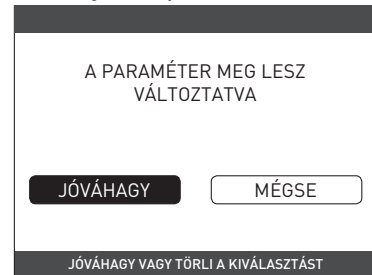 A PARAMÉTER MEG LESZ
VÁLTOZTATVA
JÓVÁHAGY MÉGSE
JÓVÁHAGY VAGY TÖRLI A KIVÁLASZTÁST